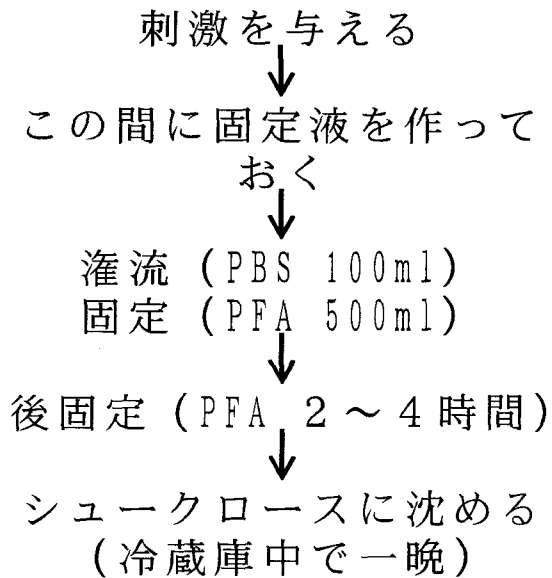 刺激を与える
この間に固定液を作って
おく
潅流 (PBS 100ml)
固定 (PFA 500ml)
後固定 (PFA 2～4時間)
シュークロースに沈める
(冷蔵庫中で一晩)